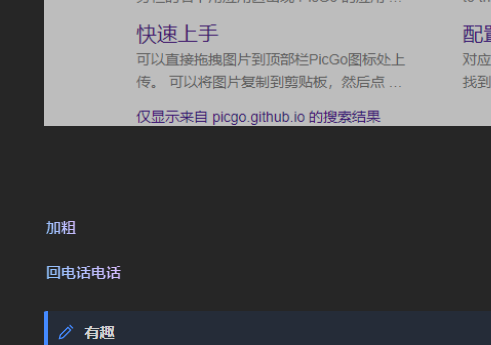 快速上手
配
可以直接拖拽图片到顶部栏PicGo图标处上
对应
传。 可以将图片复制到剪贴板，然后点 ...
找到
仅显示来自 picgo.github.io 的搜索结果
加粗
回电话电话
有趣